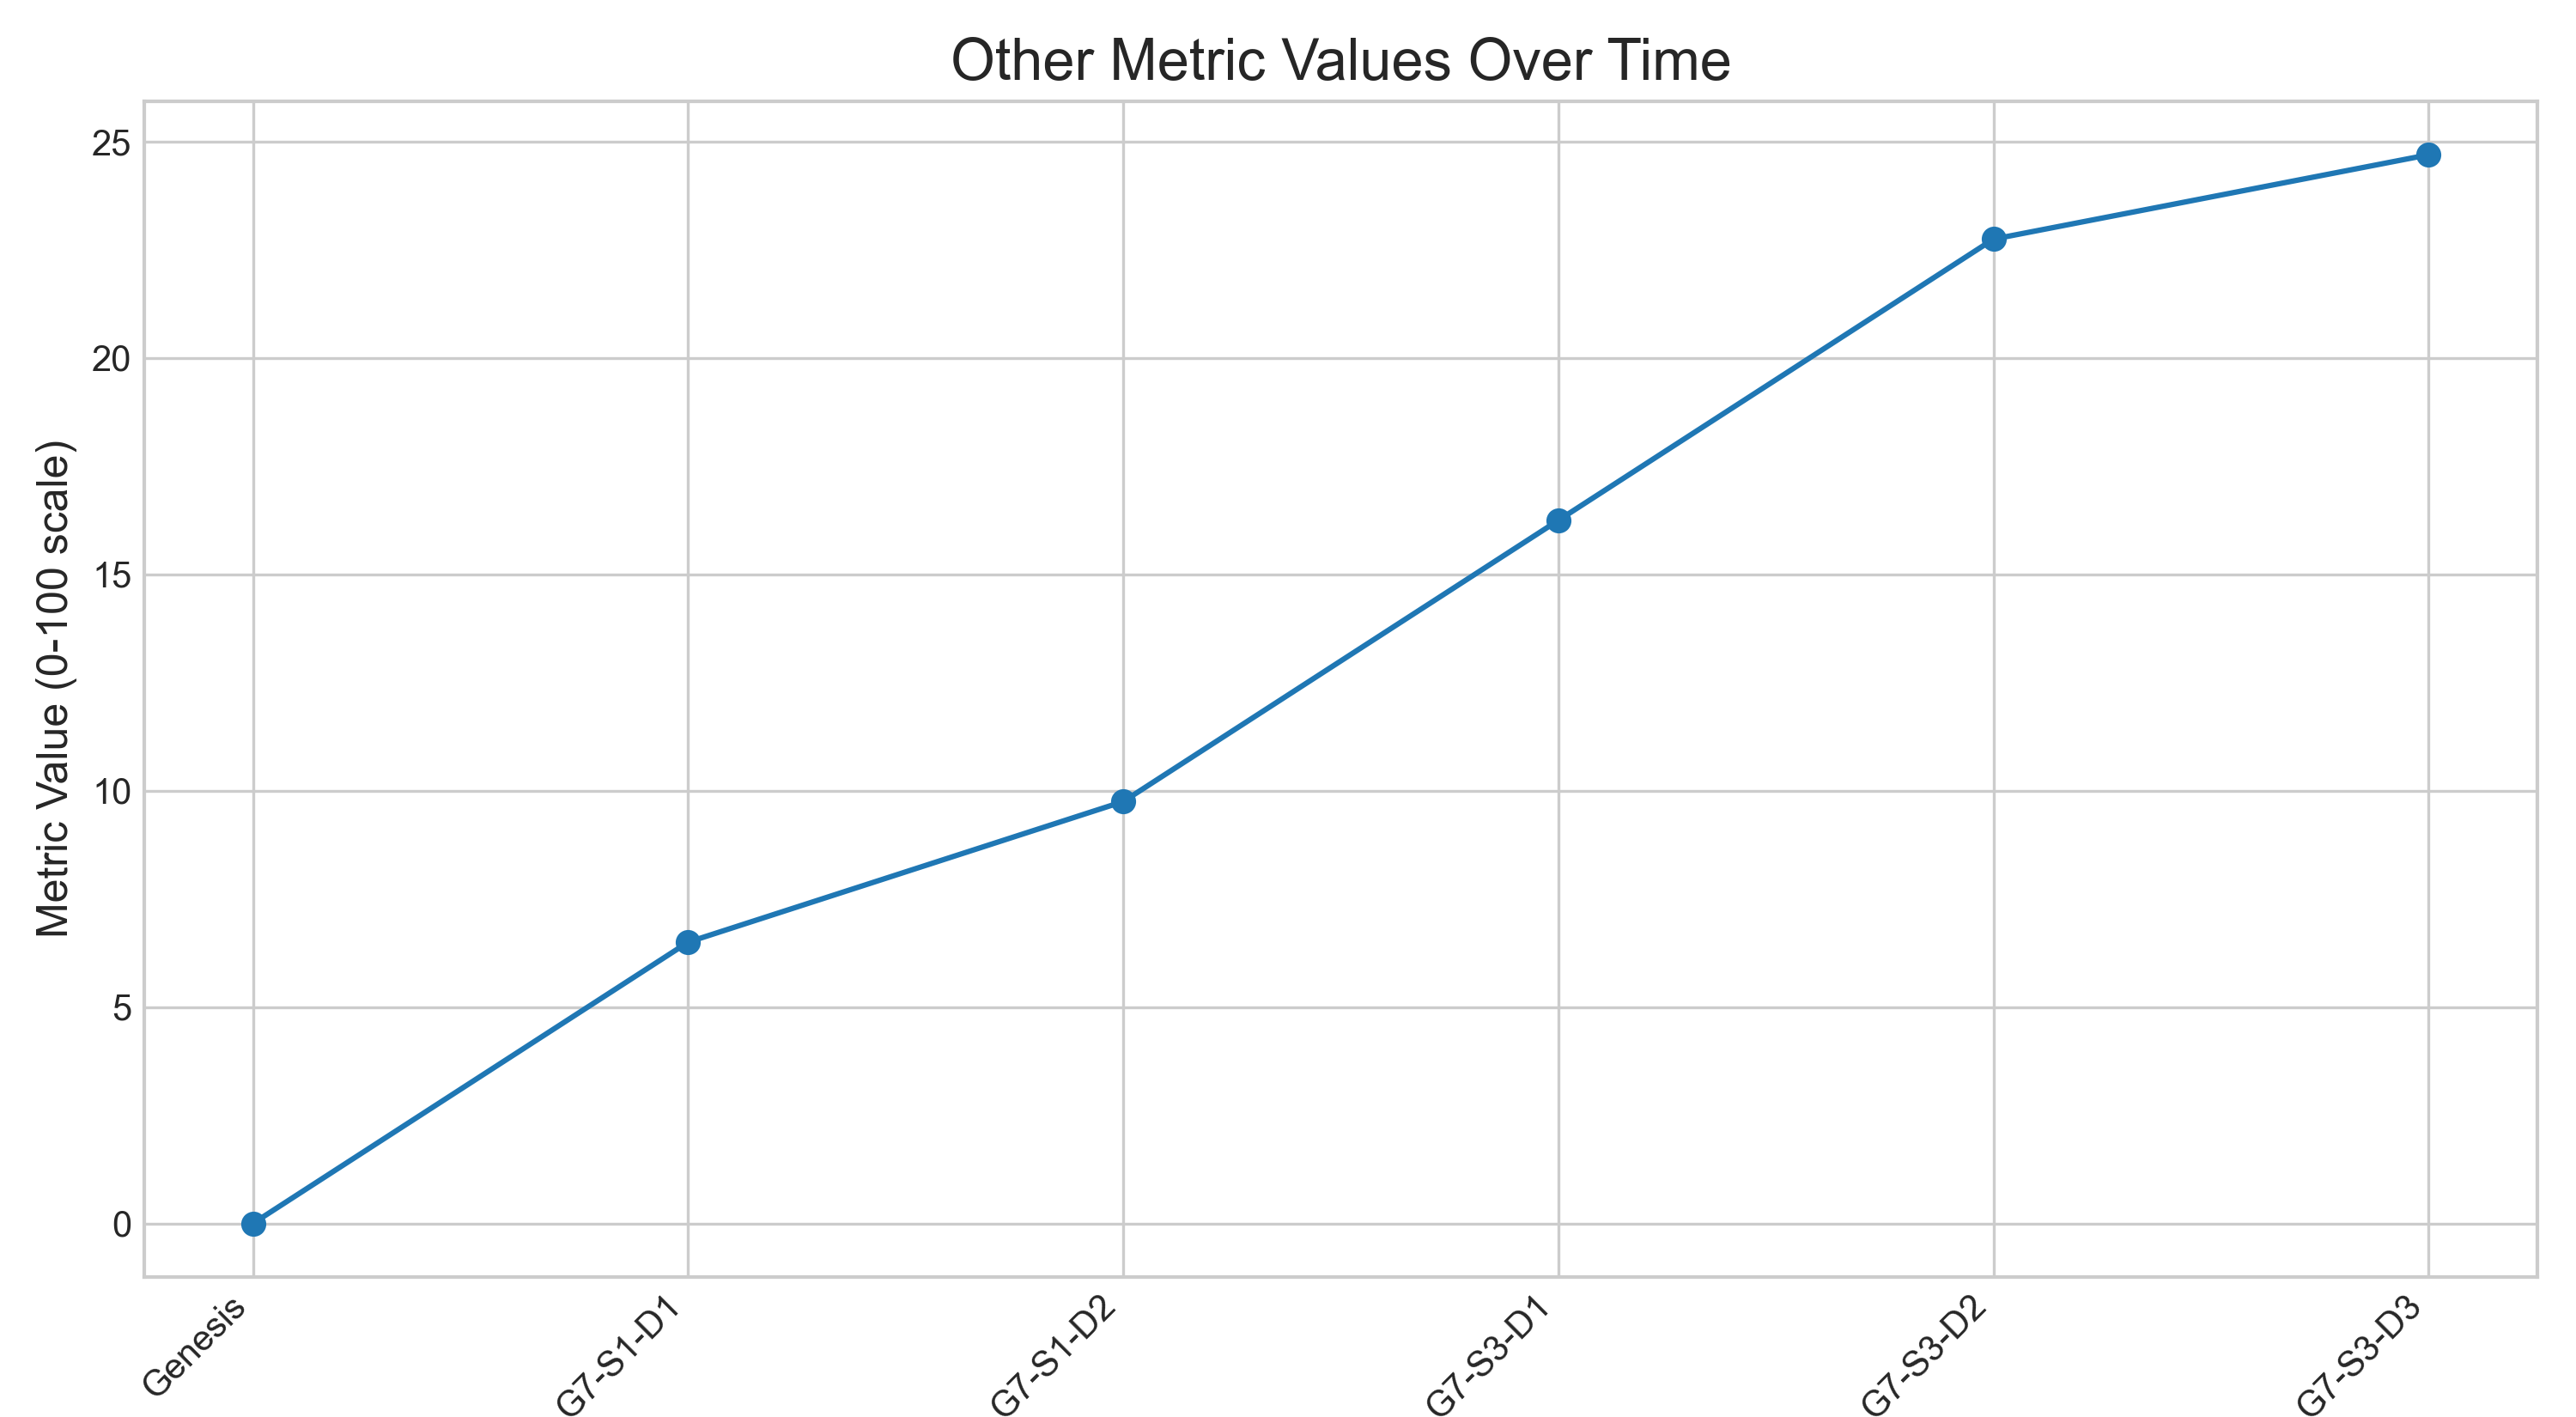 Other Metric Values Over Time
Metric Value (0-100 scale)
25
20
15
10
5
0
Genesis
G7-S1-D1
G7-S1-D2
G7-S3-D1
G7-S3-D2
G7-S3-D3